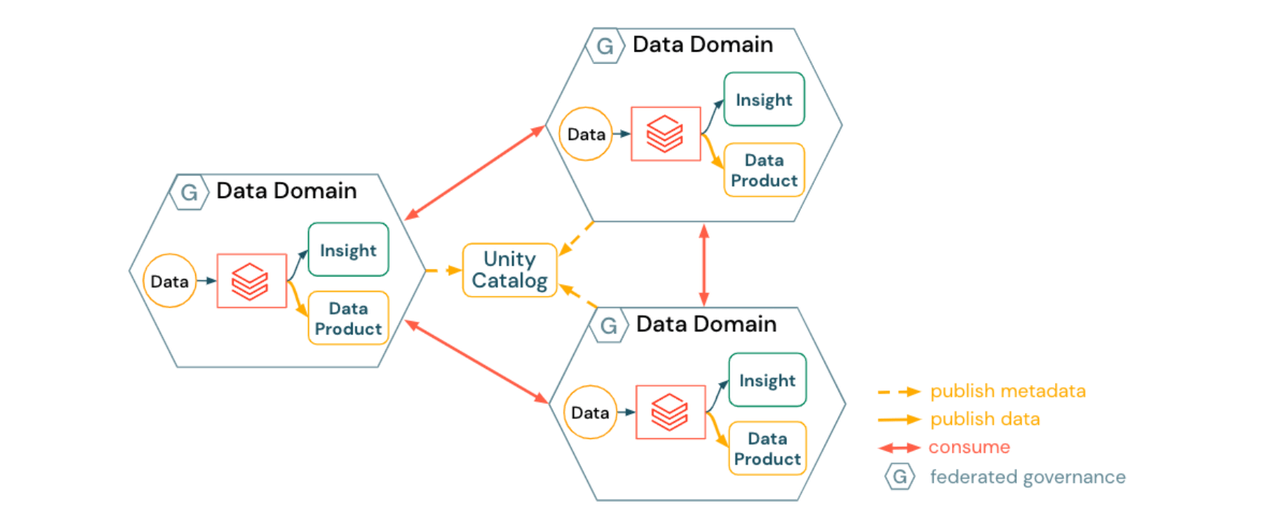 G Data Domain
Insight
Data
Data
Product
G Data Domain
Insight
Data
Data
Product
Unity
Catalog
G Data Domain
Insight
Data
Data
Product
publish metadata
publish data
consume
G federated governance